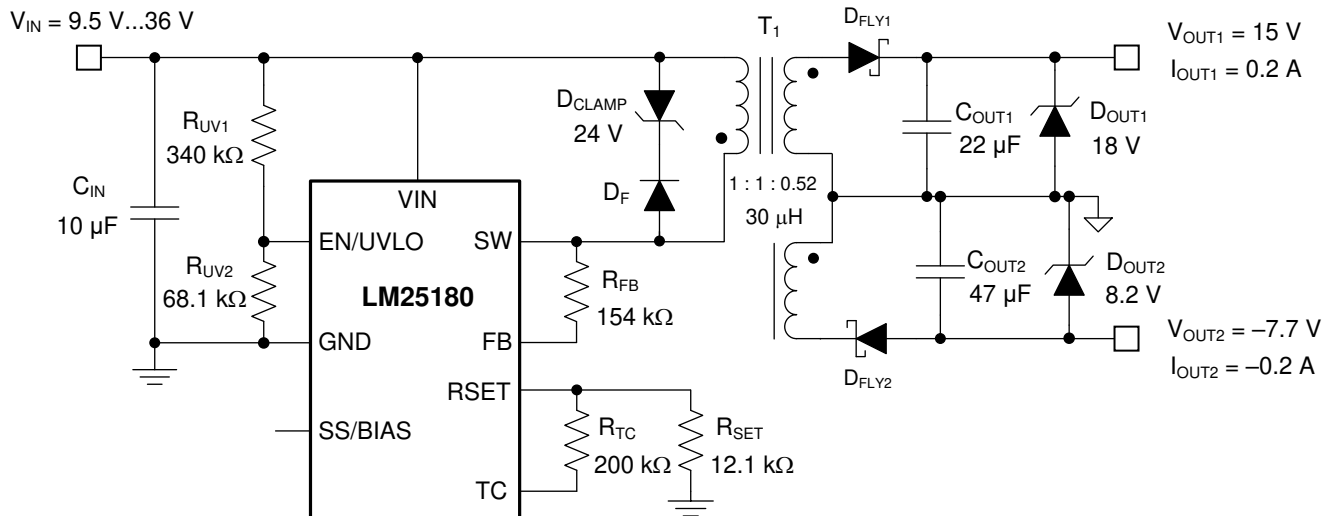 V_IN = 9.5 V...36 V
T₁
D_FLY1
V_OUT1 = 15 V
I_OUT1 = 0.2 A
D_CLAMP
24 V
R_UV1
340 kΩ
C_OUT1
22 µF
D_OUT1
18 V
C_IN
10 µF
VIN
D_F
1 : 1 : 0.52
30 µH
EN/UVLO
SW
R_UV2
68.1 kΩ
LM25180
R_FB
154 kΩ
C_OUT2
47 µF
D_OUT2
8.2 V
GND
FB
D_FLY2
V_OUT2 = –7.7 V
I_OUT2 = –0.2 A
RSET
SS/BIAS
R_TC
200 kΩ
R_SET
12.1 kΩ
TC